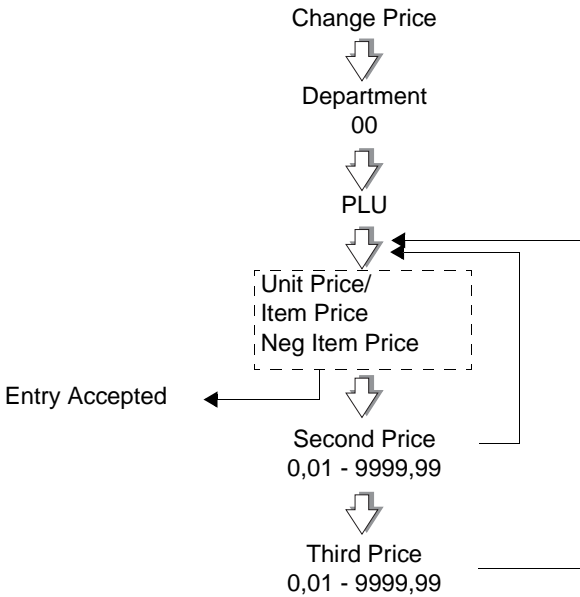 Change Price
Department
00
PLU
Unit Price/
Item Price
Neg Item Price
Entry Accepted
Second Price
0,01 - 9999,99
Third Price
0,01 - 9999,99